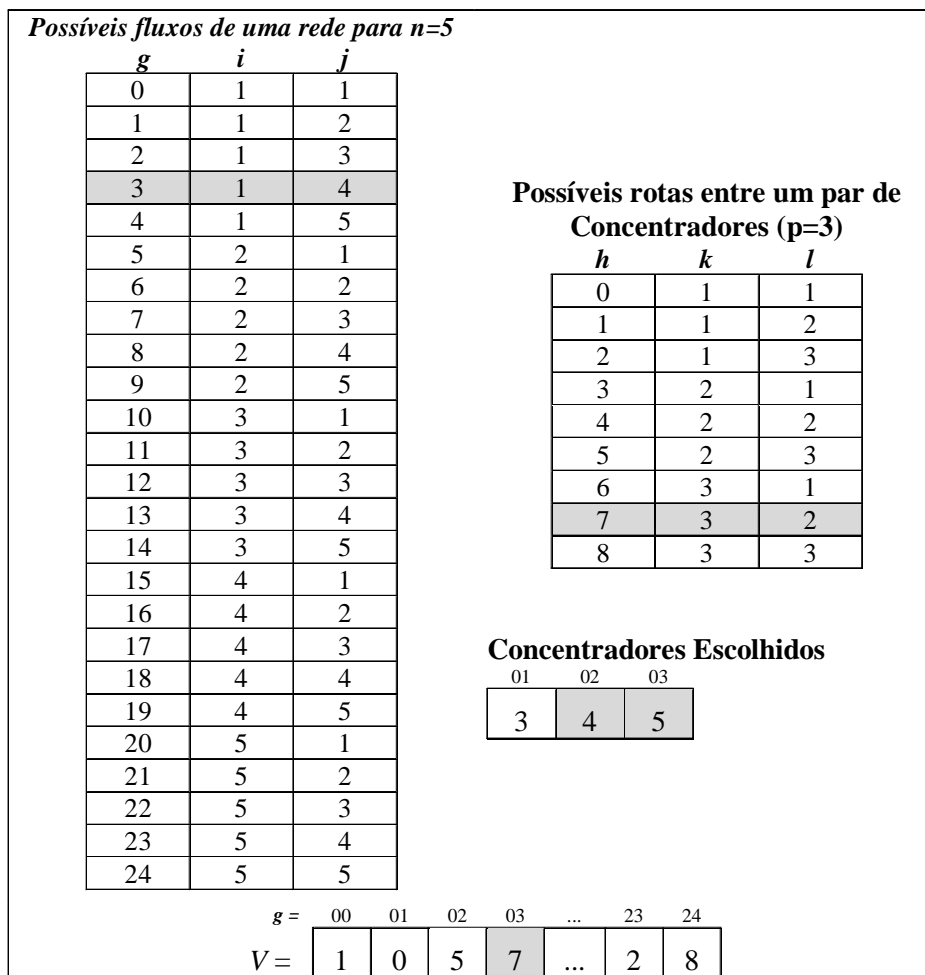 Possíveis fluxos de uma rede para n=5
g i j
0 1 1
1 1 2
2 1 3
3 1 4
4 1 5
5 2 1
6 2 2
7 2 3
8 2 4
9 2 5
10 3 1
11 3 2
12 3 3
13 3 4
14 3 5
15 4 1
16 4 2
17 4 3
18 4 4
19 4 5
20 5 1
21 5 2
22 5 3
23 5 4
24 5 5
Possíveis rotas entre um par de
Concentradores (p=3)
h k l
0 1 1
1 1 2
2 1 3
3 2 1
4 2 2
5 2 3
6 3 1
7 3 2
8 3 3
Concentradores Escolhidos
01 02 03
3 4 5
g = 00 01 02 03 ... 23 24
V = 1 0 5 7 ... 2 8